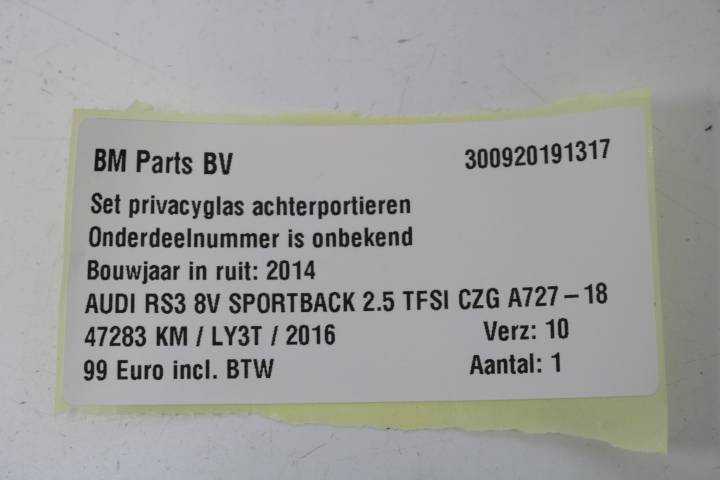 BM Parts BV 300920191317
Set privacyglas achterportieren
Onderdeelnummer is onbekend
Bouwjaar in ruit: 2014
AUDI RS3 8V SPORTBACK 2.5 TFSI CZG A727-18
47283 KM / LY3T / 2016 Verz: 10
99 Euro incl. BTW Aantal: 1